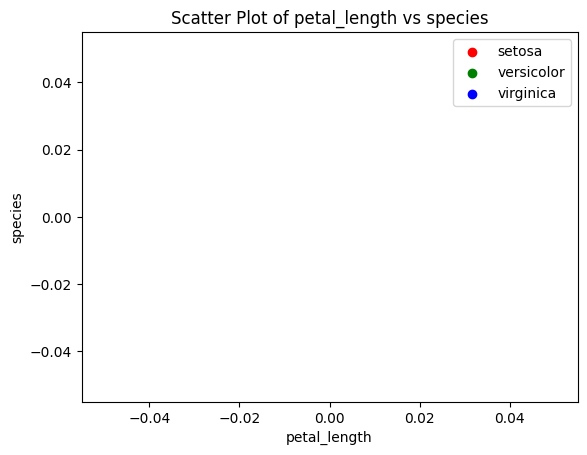 Scatter Plot of petal_length vs species
setosa
versicolor
virginica
0.04
0.02
0.00
−0.02
−0.04
species
−0.04
−0.02
0.00
0.02
0.04
petal_length